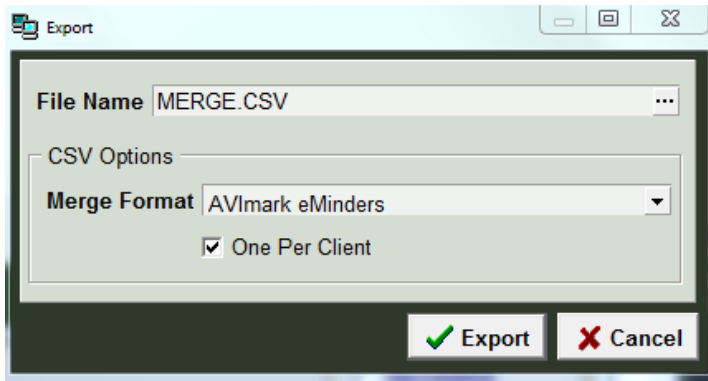 Export
File Name MERGE.CSV ...
CSV Options
Merge Format AVImark eMinders
One Per Client
Export Cancel